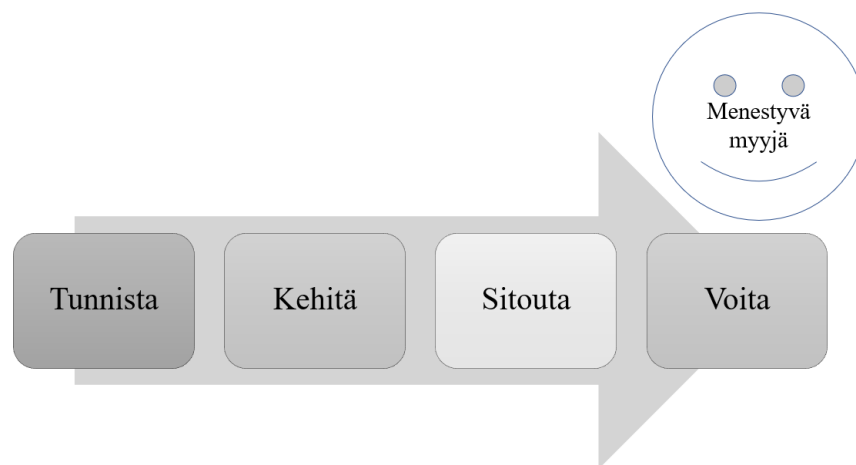 Menestyvä
myyjä
Tunnista
Kehitä
Sitouta
Voita